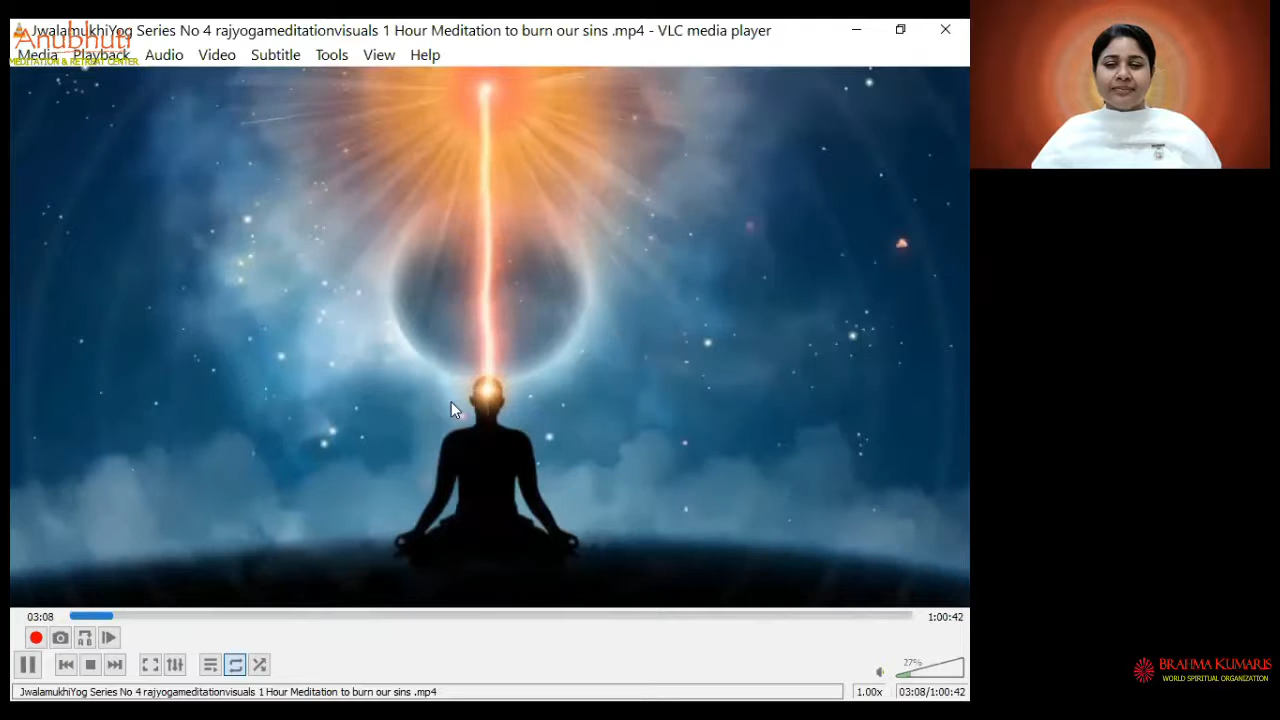 JwalamukhiYog Series No 4 rajyogameditationvisuals 1 Hour Meditation to burn our sins .mp4 - VLC media player
Anubhuti
MEDITATION & RETREAT CENTER
Media Playback Audio Video Subtitle Tools View Help
03:08 1:00:42
A B
27%
JwalamukhiYog Series No 4 rajyogameditationvisuals 1 Hour Meditation to burn our sins .mp4 1.00x 03:08/1:00:42
BRAHMA KUMARIS
WORLD SPIRITUAL ORGANIZATION